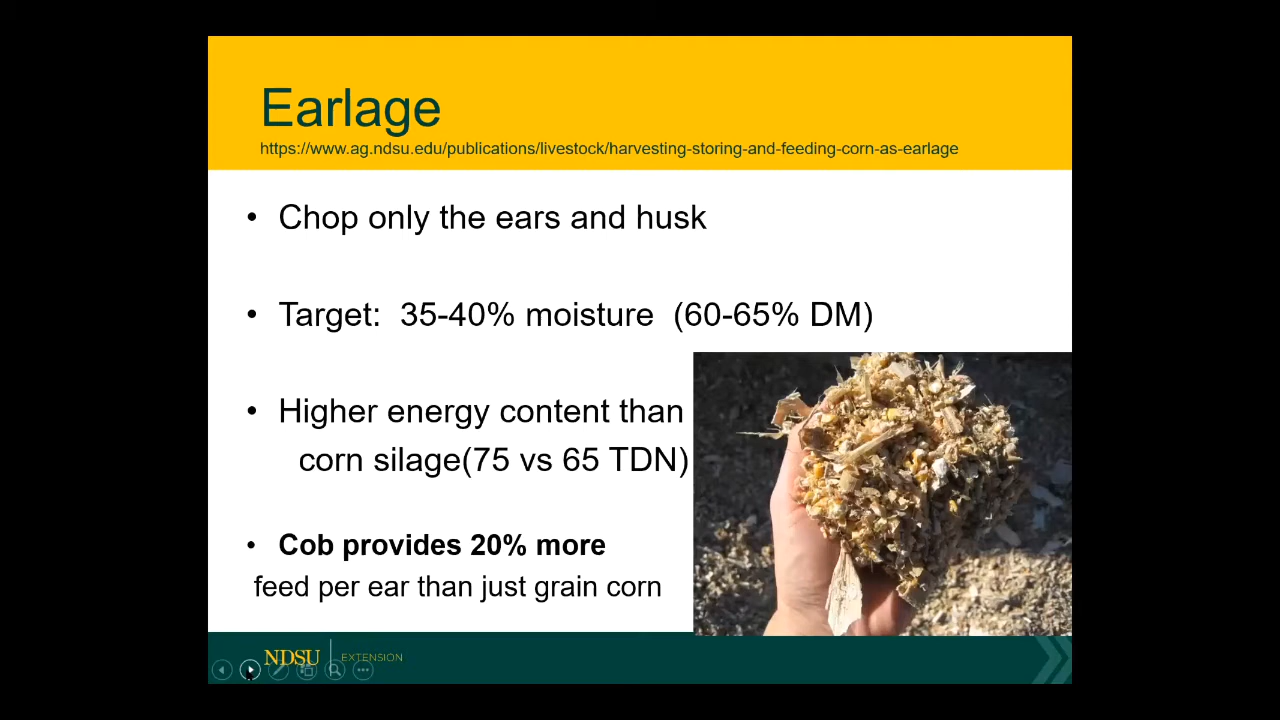 Earlage
https://www.ag.ndsu.edu/publications/livestock/harvesting-storing-and-feeding-corn-as-earlage
• Chop only the ears and husk
• Target: 35-40% moisture (60-65% DM)
• Higher energy content than
corn silage(75 vs 65 TDN)
• Cob provides 20% more
feed per ear than just grain corn
NDSU EXTENSION